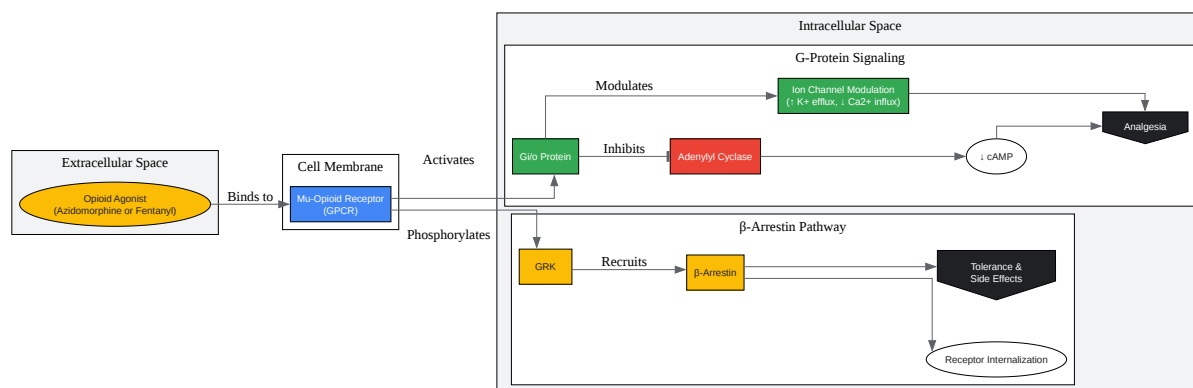 Intracellular Space
G-Protein Signaling
Modulates
Ion Channel Modulation
(↑ K+ efflux, ↓ Ca2+ influx)
Analgesia
Gi/o Protein
Inhibits
Adenylyl Cyclase
↓ cAMP
Extracellular Space
Opioid Agonist
(Azidomorphine or Fentanyl)
Binds to
Cell Membrane
Mu-Opioid Receptor
(GPCR)
Activates
Phosphorylates
β-Arrestin Pathway
GRK
Recruits
β-Arrestin
Tolerance &
Side Effects
Receptor Internalization